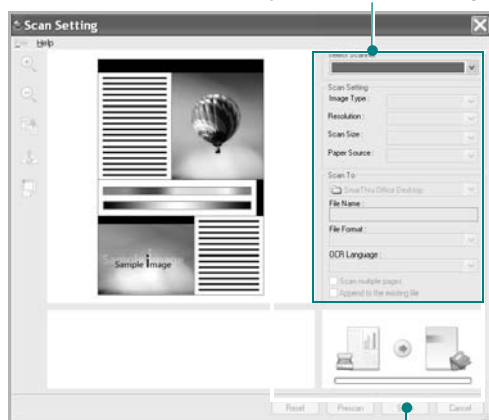 Scan Setting
Help
Select Scanner
Scan Setting
Image Type :
Resolution :
Scan Size :
Paper Source :
Scan To
SmarThru Office Desktop
File Name :
File Format :
OCR Language :
Scan multiple pages
Append to the existing file
Sample image
Reset
Prescan
Cancel